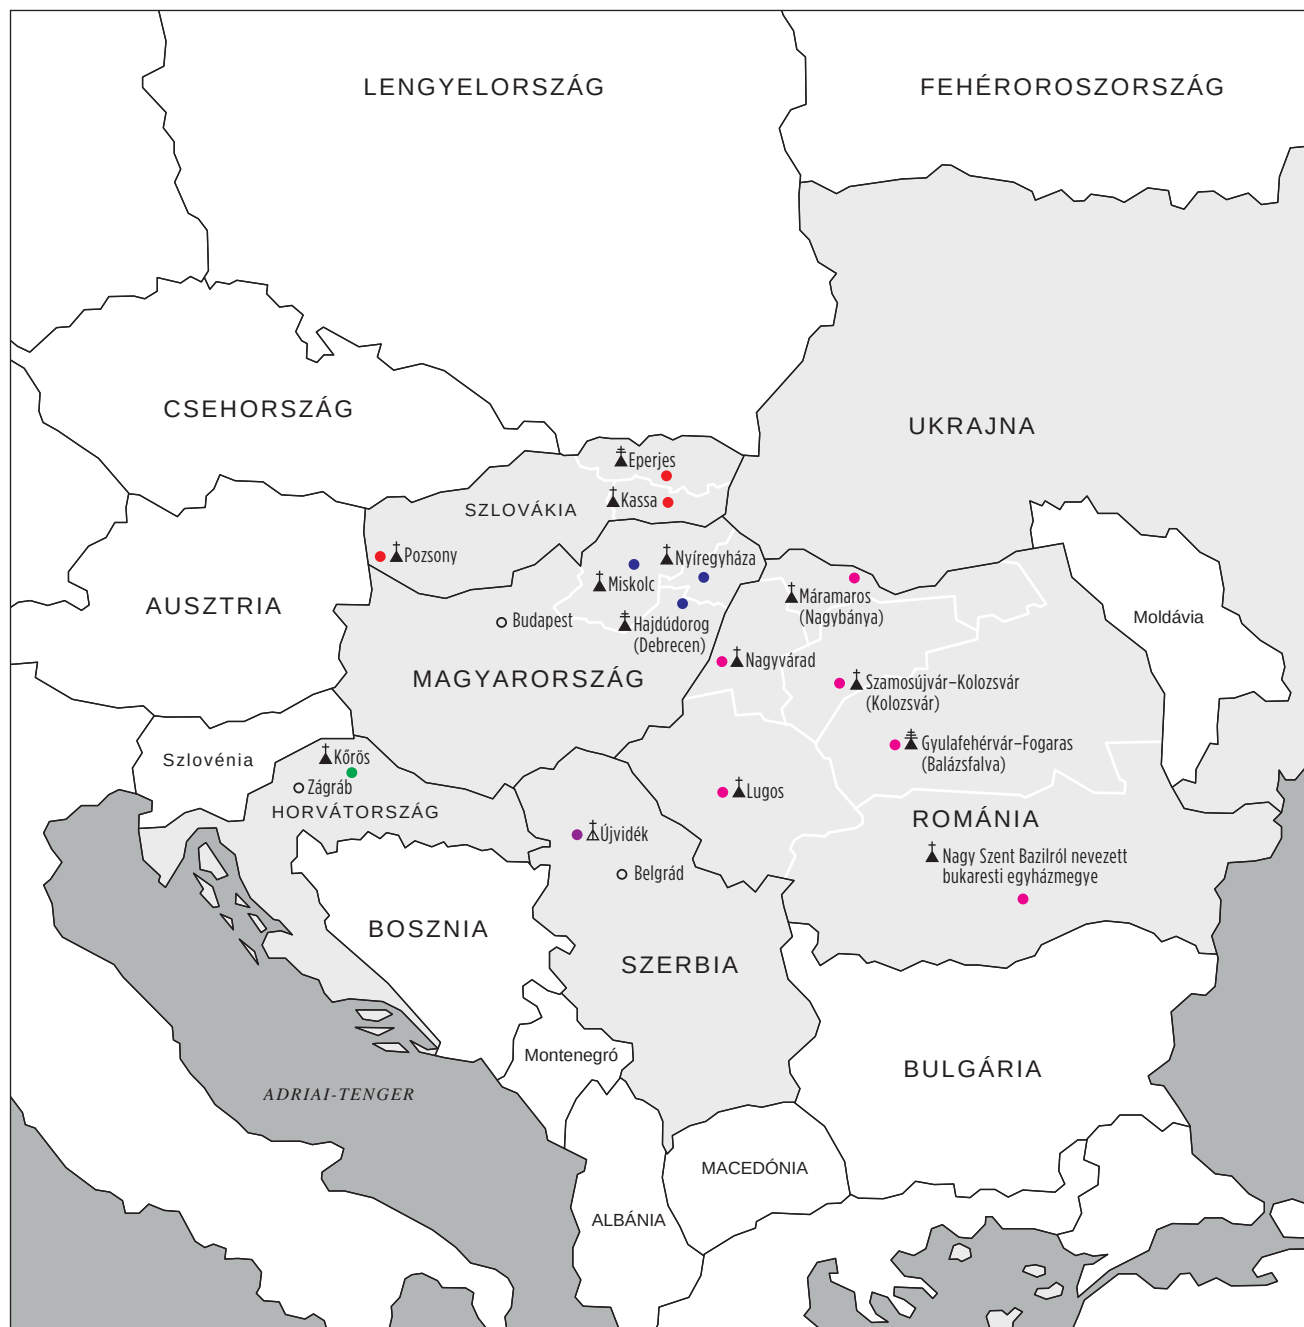 LENGYELORSZÁG
FEHÉROROSZORSZÁG
CSEHORSZÁG
UKRAJNA
Eperjes
SZLOVÁKIA
Kassa
Pozsony
Nyíregyháza
Miskolc
AUSZTRIA
Máramaros
(Nagybánya)
Moldávia
Budapest
Hajdúdorog
(Debrecen)
MAGYARORSZÁG
Nagyvárad
Szamosújvár–Kolozsvár
(Kolozsvár)
Szlovénia
Kőrös
Gyulafehérvár–Fogaras
(Balázsfalva)
Zágráb
HORVÁTORSZÁG
Lugos
ROMÁNIA
Újvidék
Nagy Szent Bazilról nevezett
bukaresti egyházmegye
Belgrád
BOSZNIA
SZERBIA
Montenegró
BULGÁRIA
ADRIAI-TENGER
MACEDÓNIA
ALBÁNIA